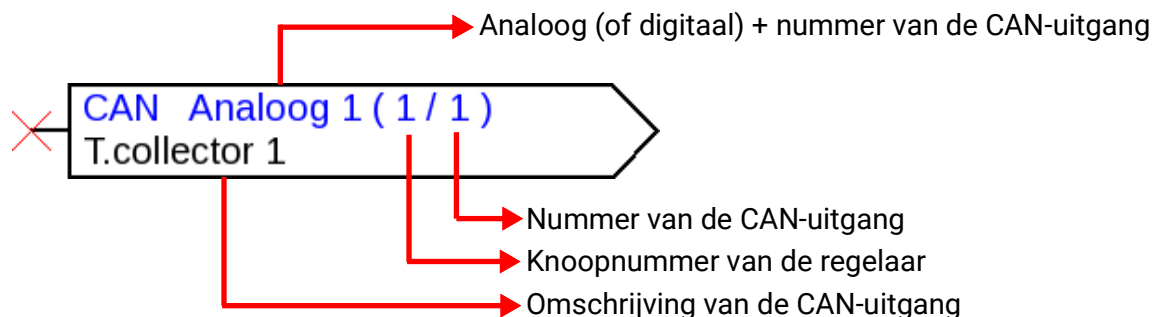 Analoog (of digitaal) + nummer van de CAN-uitgang
CAN Analoog 1 ( 1 / 1 )
T.collector 1
Nummer van de CAN-uitgang
Knoopnummer van de regelaar
Omschrijving van de CAN-uitgang